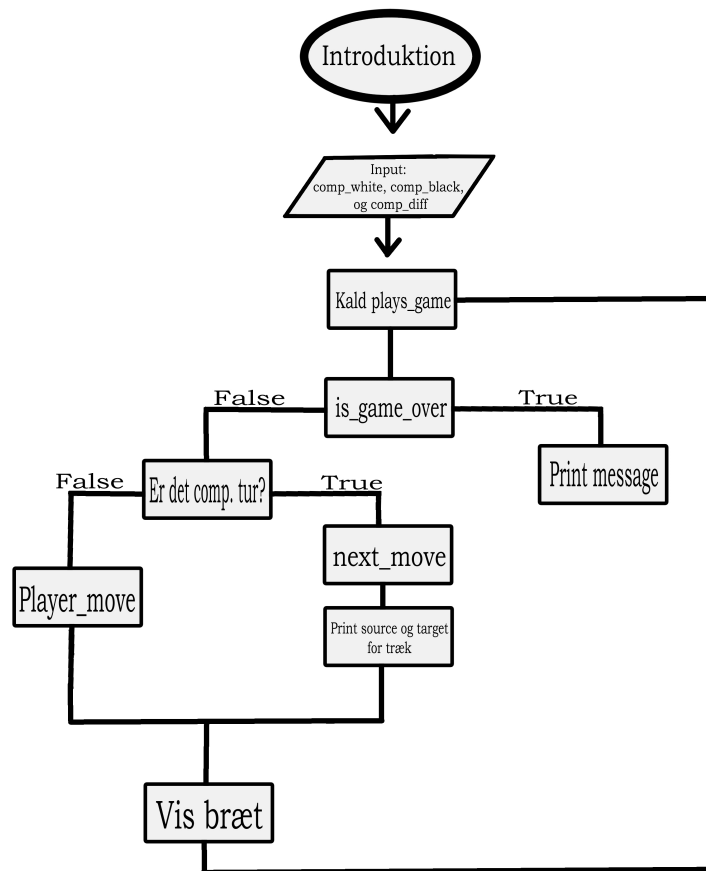 Introduktion
Input:
comp_white, comp_black,
og comp_diff
Kald plays_game
is_game_over
False
True
Print message
Er det comp. tur?
False
True
next_move
Player_move
Print source og target
for træk
Vis bræt